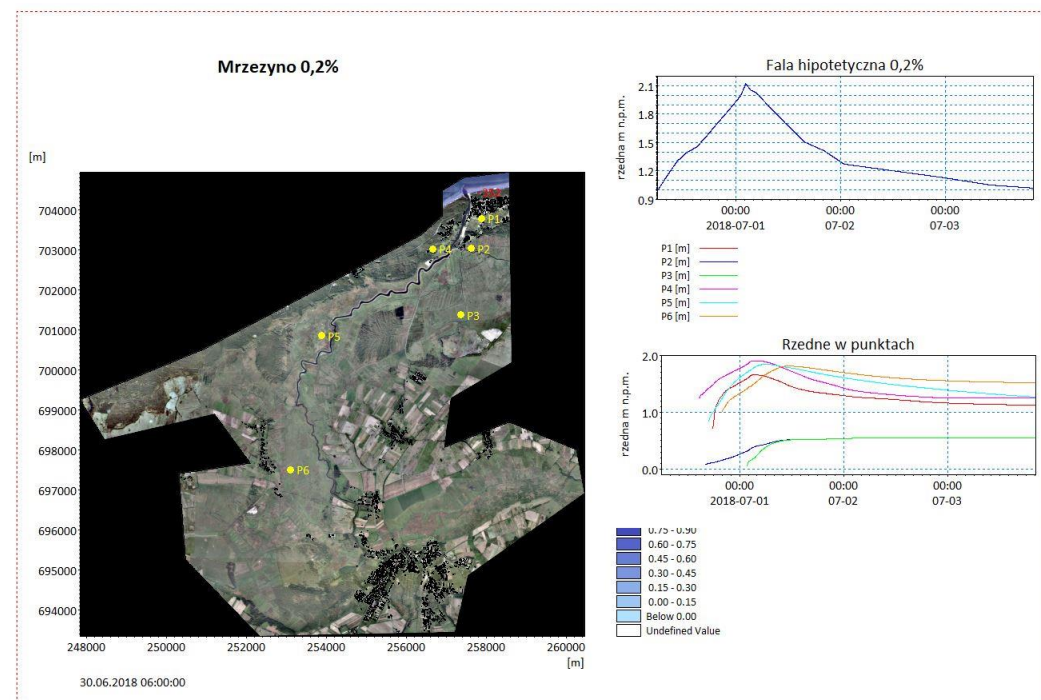 Mrzezyno 0,2%
[m]
704000
703000
702000
701000
700000
699000
698000
697000
696000
695000
694000
248000 250000 252000 254000 256000 258000 260000
[m]
P1
P4 P2
P3
P5
P6
30.06.2018 06:00:00
Fala hipotetyczna 0,2%
rzedna m n.p.m.
2.1
1.8
1.5
1.2
0.9
00:00 00:00 00:00
2018-07-01 07-02 07-03
P1 [m]
P2 [m]
P3 [m]
P4 [m]
P5 [m]
P6 [m]
Rzedne w punktach
rzedna m n.p.m.
2.0
1.0
0.0
00:00 00:00 00:00
2018-07-01 07-02 07-03
0.75 - 0.90
0.60 - 0.75
0.45 - 0.60
0.30 - 0.45
0.15 - 0.30
0.00 - 0.15
Below 0.00
Undefined Value